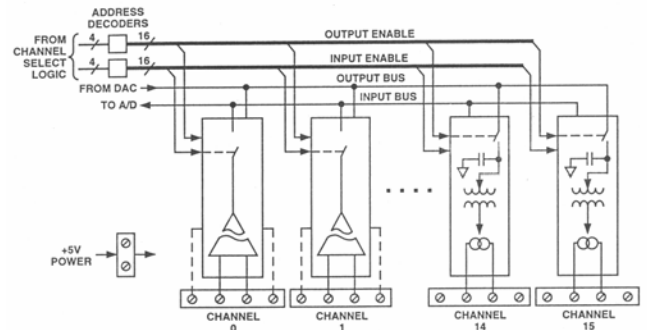 ADDRESS
DECODERS
FROM
CHANNEL
SELECT
LOGIC
4
16
4
16
OUTPUT ENABLE
INPUT ENABLE
OUTPUT BUS
FROM DAC
INPUT BUS
TO A/D
+5V
POWER
CHANNEL
0
CHANNEL
1
CHANNEL
14
CHANNEL
15